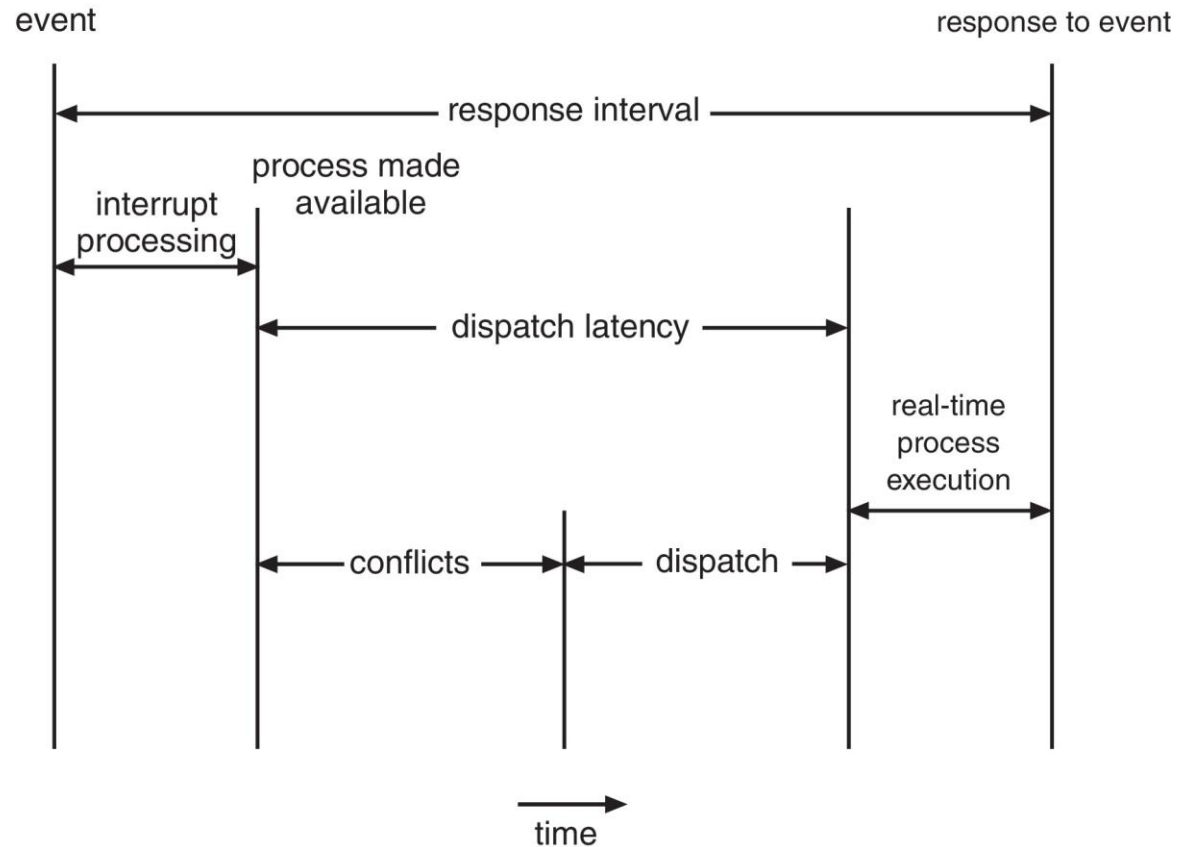 event
response to event
response interval
process made
available
interrupt
processing
dispatch latency
real-time
process
execution
conflicts
dispatch
time